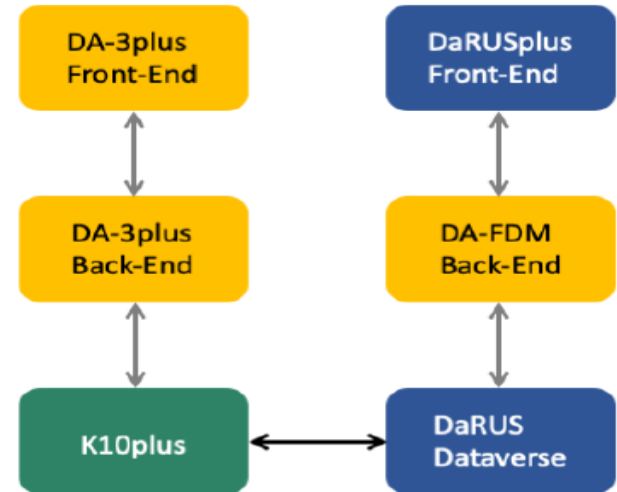 DA-3plus
Front-End
DaRUSplus
Front-End
DA-3plus
Back-End
DA-FDM
Back-End
K10plus
DaRUS
Dataverse